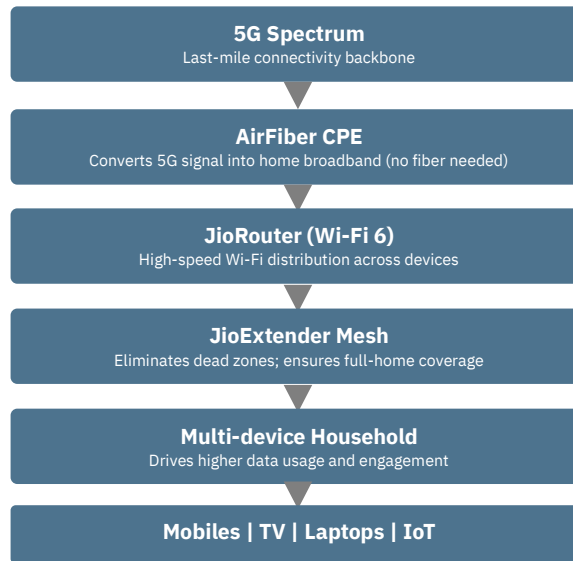 5G Spectrum
Last-mile connectivity backbone
AirFiber CPE
Converts 5G signal into home broadband (no fiber needed)
JioRouter (Wi-Fi 6)
High-speed Wi-Fi distribution across devices
JioExtender Mesh
Eliminates dead zones; ensures full-home coverage
Multi-device Household
Drives higher data usage and engagement
Mobiles | TV | Laptops | IoT